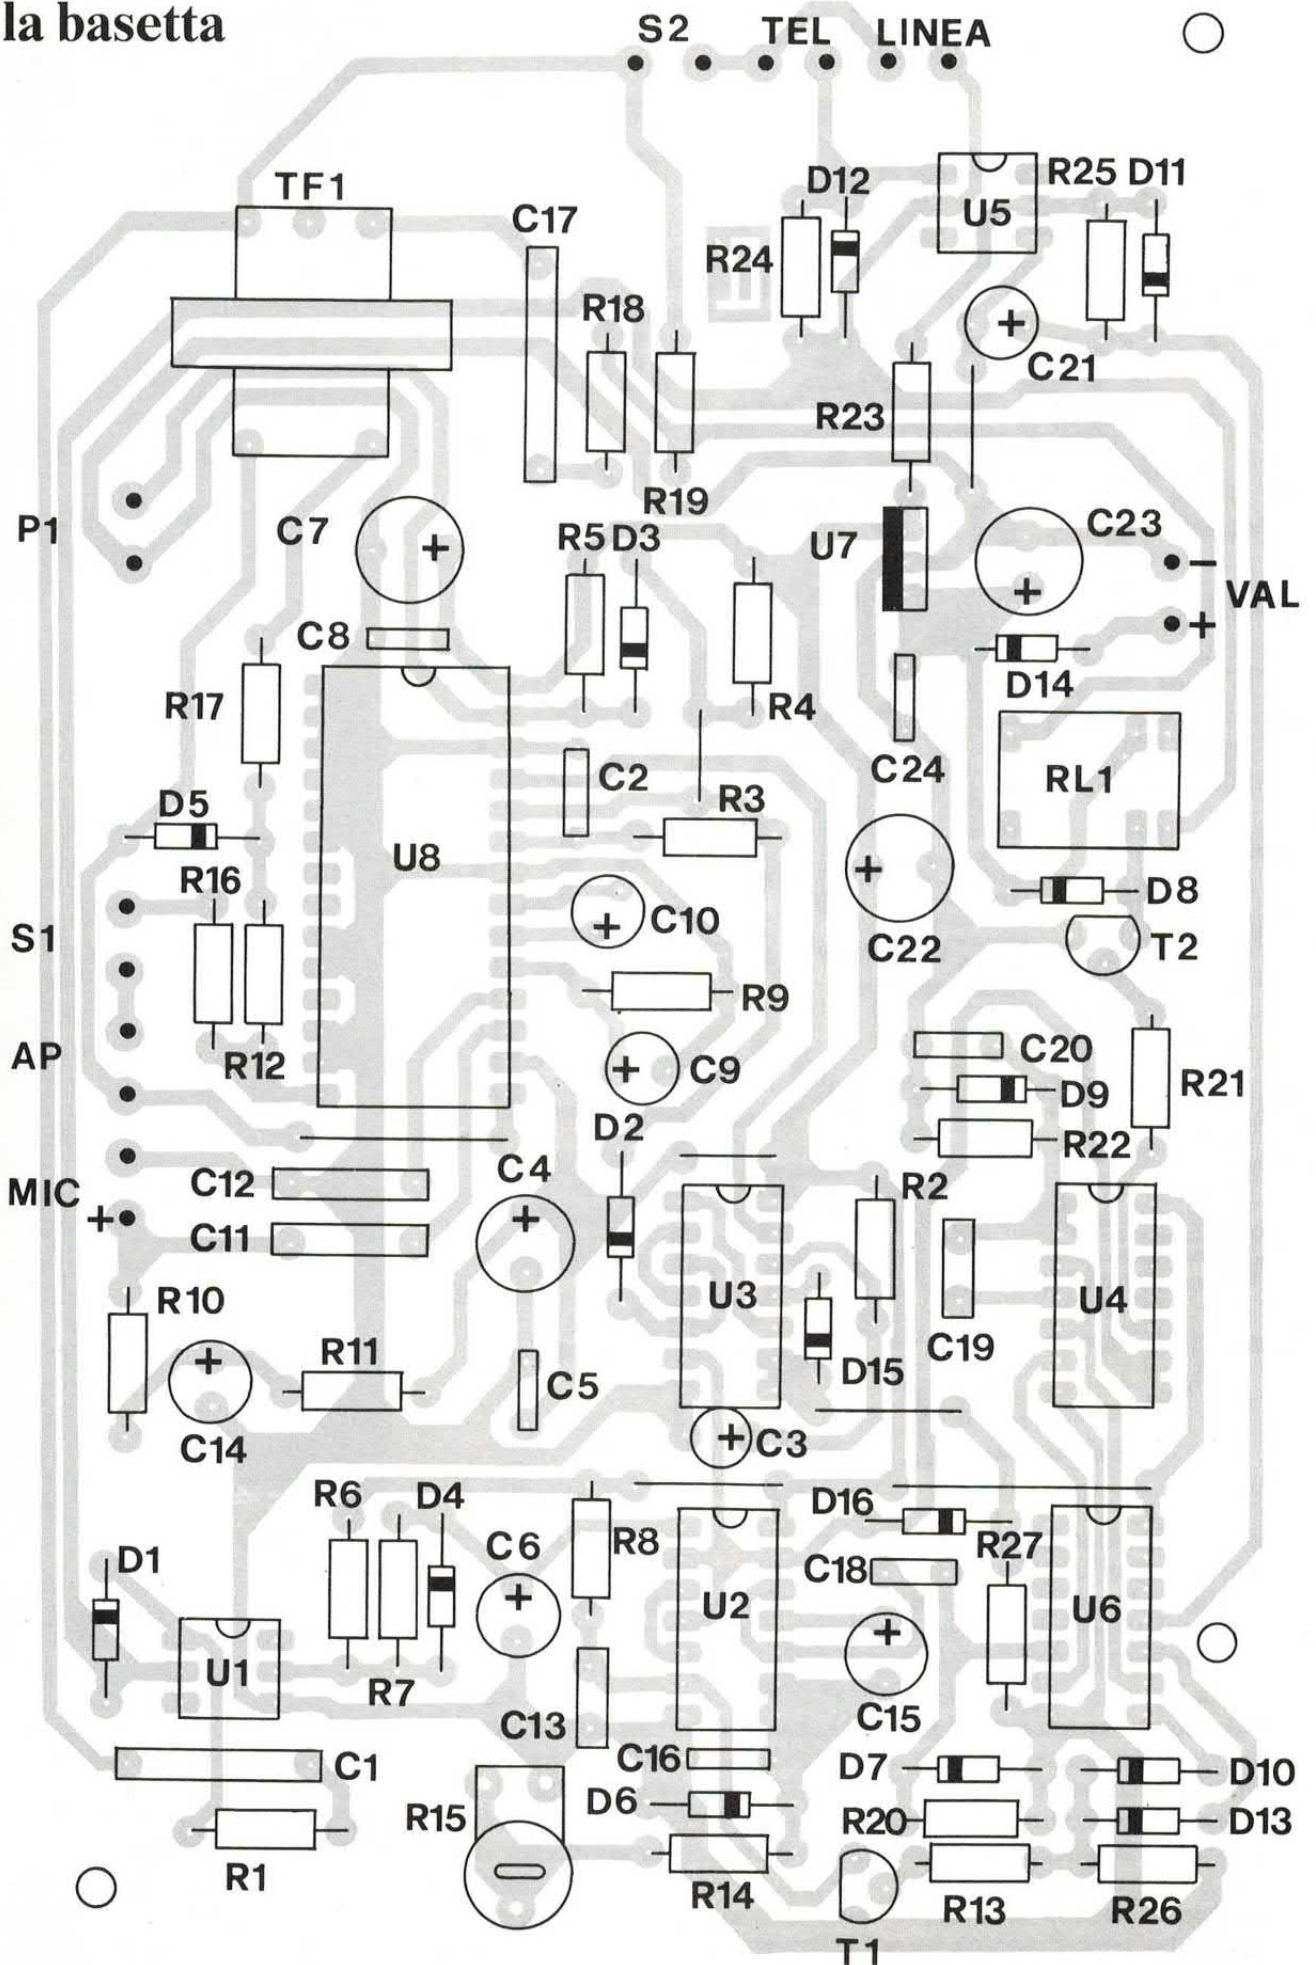 la basetta
S2 TEL LINEA
TF1
C17
D12
R25 D11
U5
R24
R18
C21
R23
R19
P1
C7
R5 D3
U7
C23
−
VAL
+
C8
R17
R4
D14
C2
C24
RL1
R3
D5
U8
R16
D8
C10
S1
C22
T2
R9
C20
AP
R12
C9
D9
R21
D2
R22
C4
MIC
C12
R2
+
C11
U3
U4
R10
R11
C19
C5
D15
C14
C3
R6 D4
D16
C6
R8
R27
D1
C18
U2
U6
U1
R7
C15
C13
C16
C1
D7
D10
D6
R15
R20
D13
R1
R14
R13
R26
T1